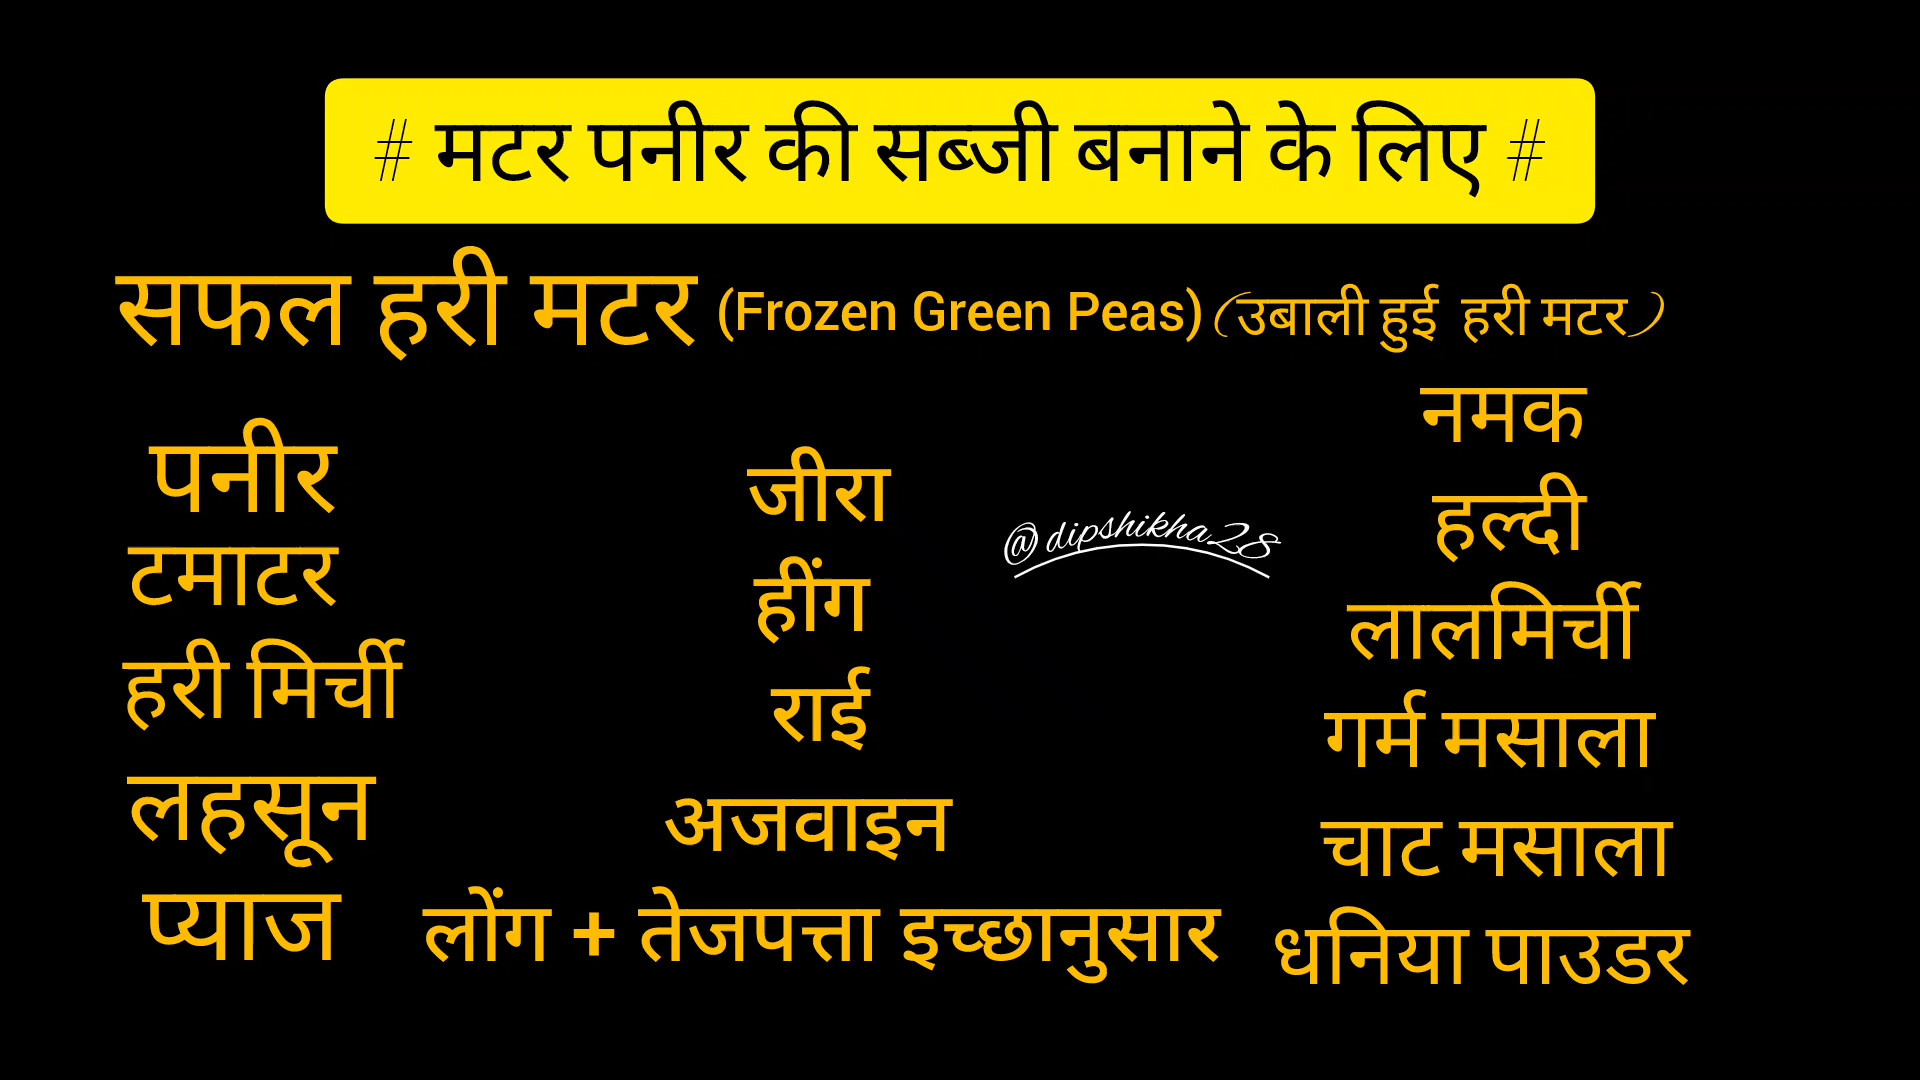 # मटर पनीर की सब्जी बनाने के लिए #
सफल हरी मटर (Frozen Green Peas) (उबाली हुई हरी मटर)
पनीर
टमाटर
हरी मिर्ची
लहसून
प्याज
जीरा
हींग
राई
अजवाइन
लोंग + तेजपत्ता इच्छानुसार
@dipshikha28
नमक
हल्दी
लालमिर्ची
गर्म मसाला
चाट मसाला
धनिया पाउडर